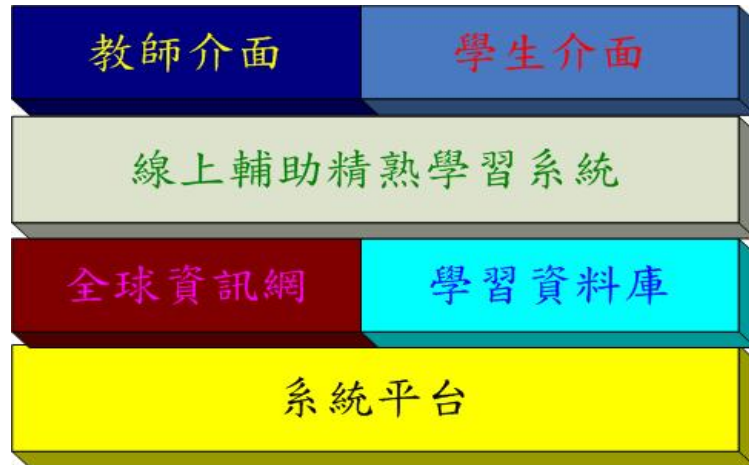 教師介面
學生介面
線上輔助精熟學習系統
全球資訊網
學習資料庫
系統平台